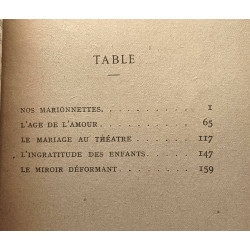 TABLE
NOS MARIONNETTES. . . . . . . . . . . 1
L'AGE DE L'AMOUR. . . . . . . . . . . 65
LE MARIAGE AU THÉATRE. . . . . . . . 117
L'INGRATITUDE DES ENFANTS. . . . . . 147
LE MIROIR DÉFORMANT . . . . . . . . . 159